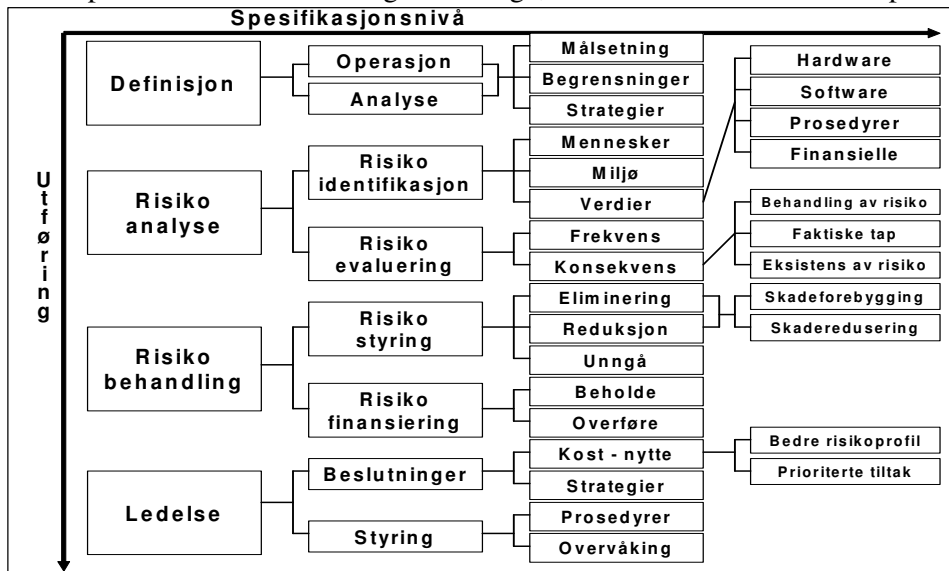 Spesifikasjonsnivå
Utføring
Definisjon
Operasjon
Analyse
Målsetning
Begrensninger
Strategier
Hardware
Software
Prosedyrer
Finansielle
Risiko
analyse
Risiko
identifikasjon
Mennesker
Miljø
Verdier
Risiko
evaluering
Frekvens
Konsekvens
Behandling av risiko
Faktiske tap
Eksistens av risiko
Risiko
behandling
Risiko
styring
Eliminering
Reduksjon
Unngå
Skadeforebygging
Skaderedusering
Risiko
finansiering
Beholde
Overføre
Ledelse
Beslutninger
Kost - nytte
Strategier
Bedre risikoprofil
Prioriterte tiltak
Styring
Prosedyrer
Overvåking